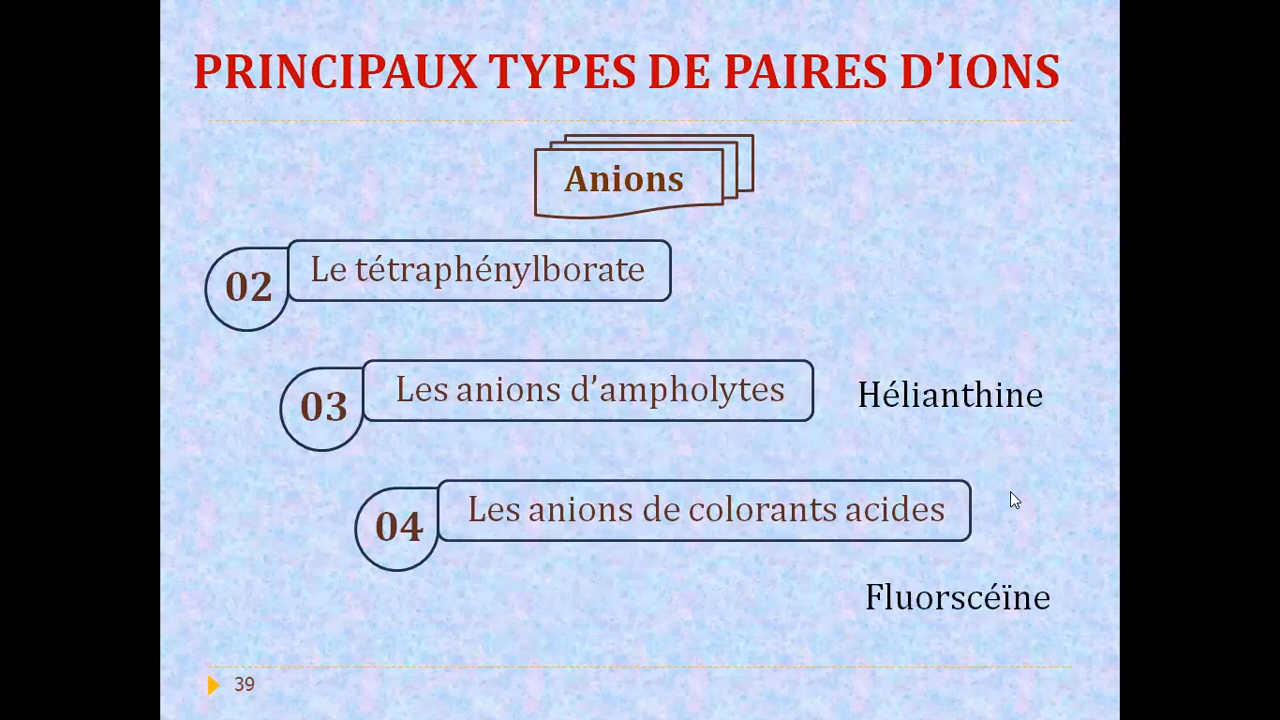 PRINCIPAUX TYPES DE PAIRES D’IONS
Anions
02 Le tétraphénylborate
03 Les anions d’ampholytes Hélianthine
04 Les anions de colorants acides
Fluorscéïne
39